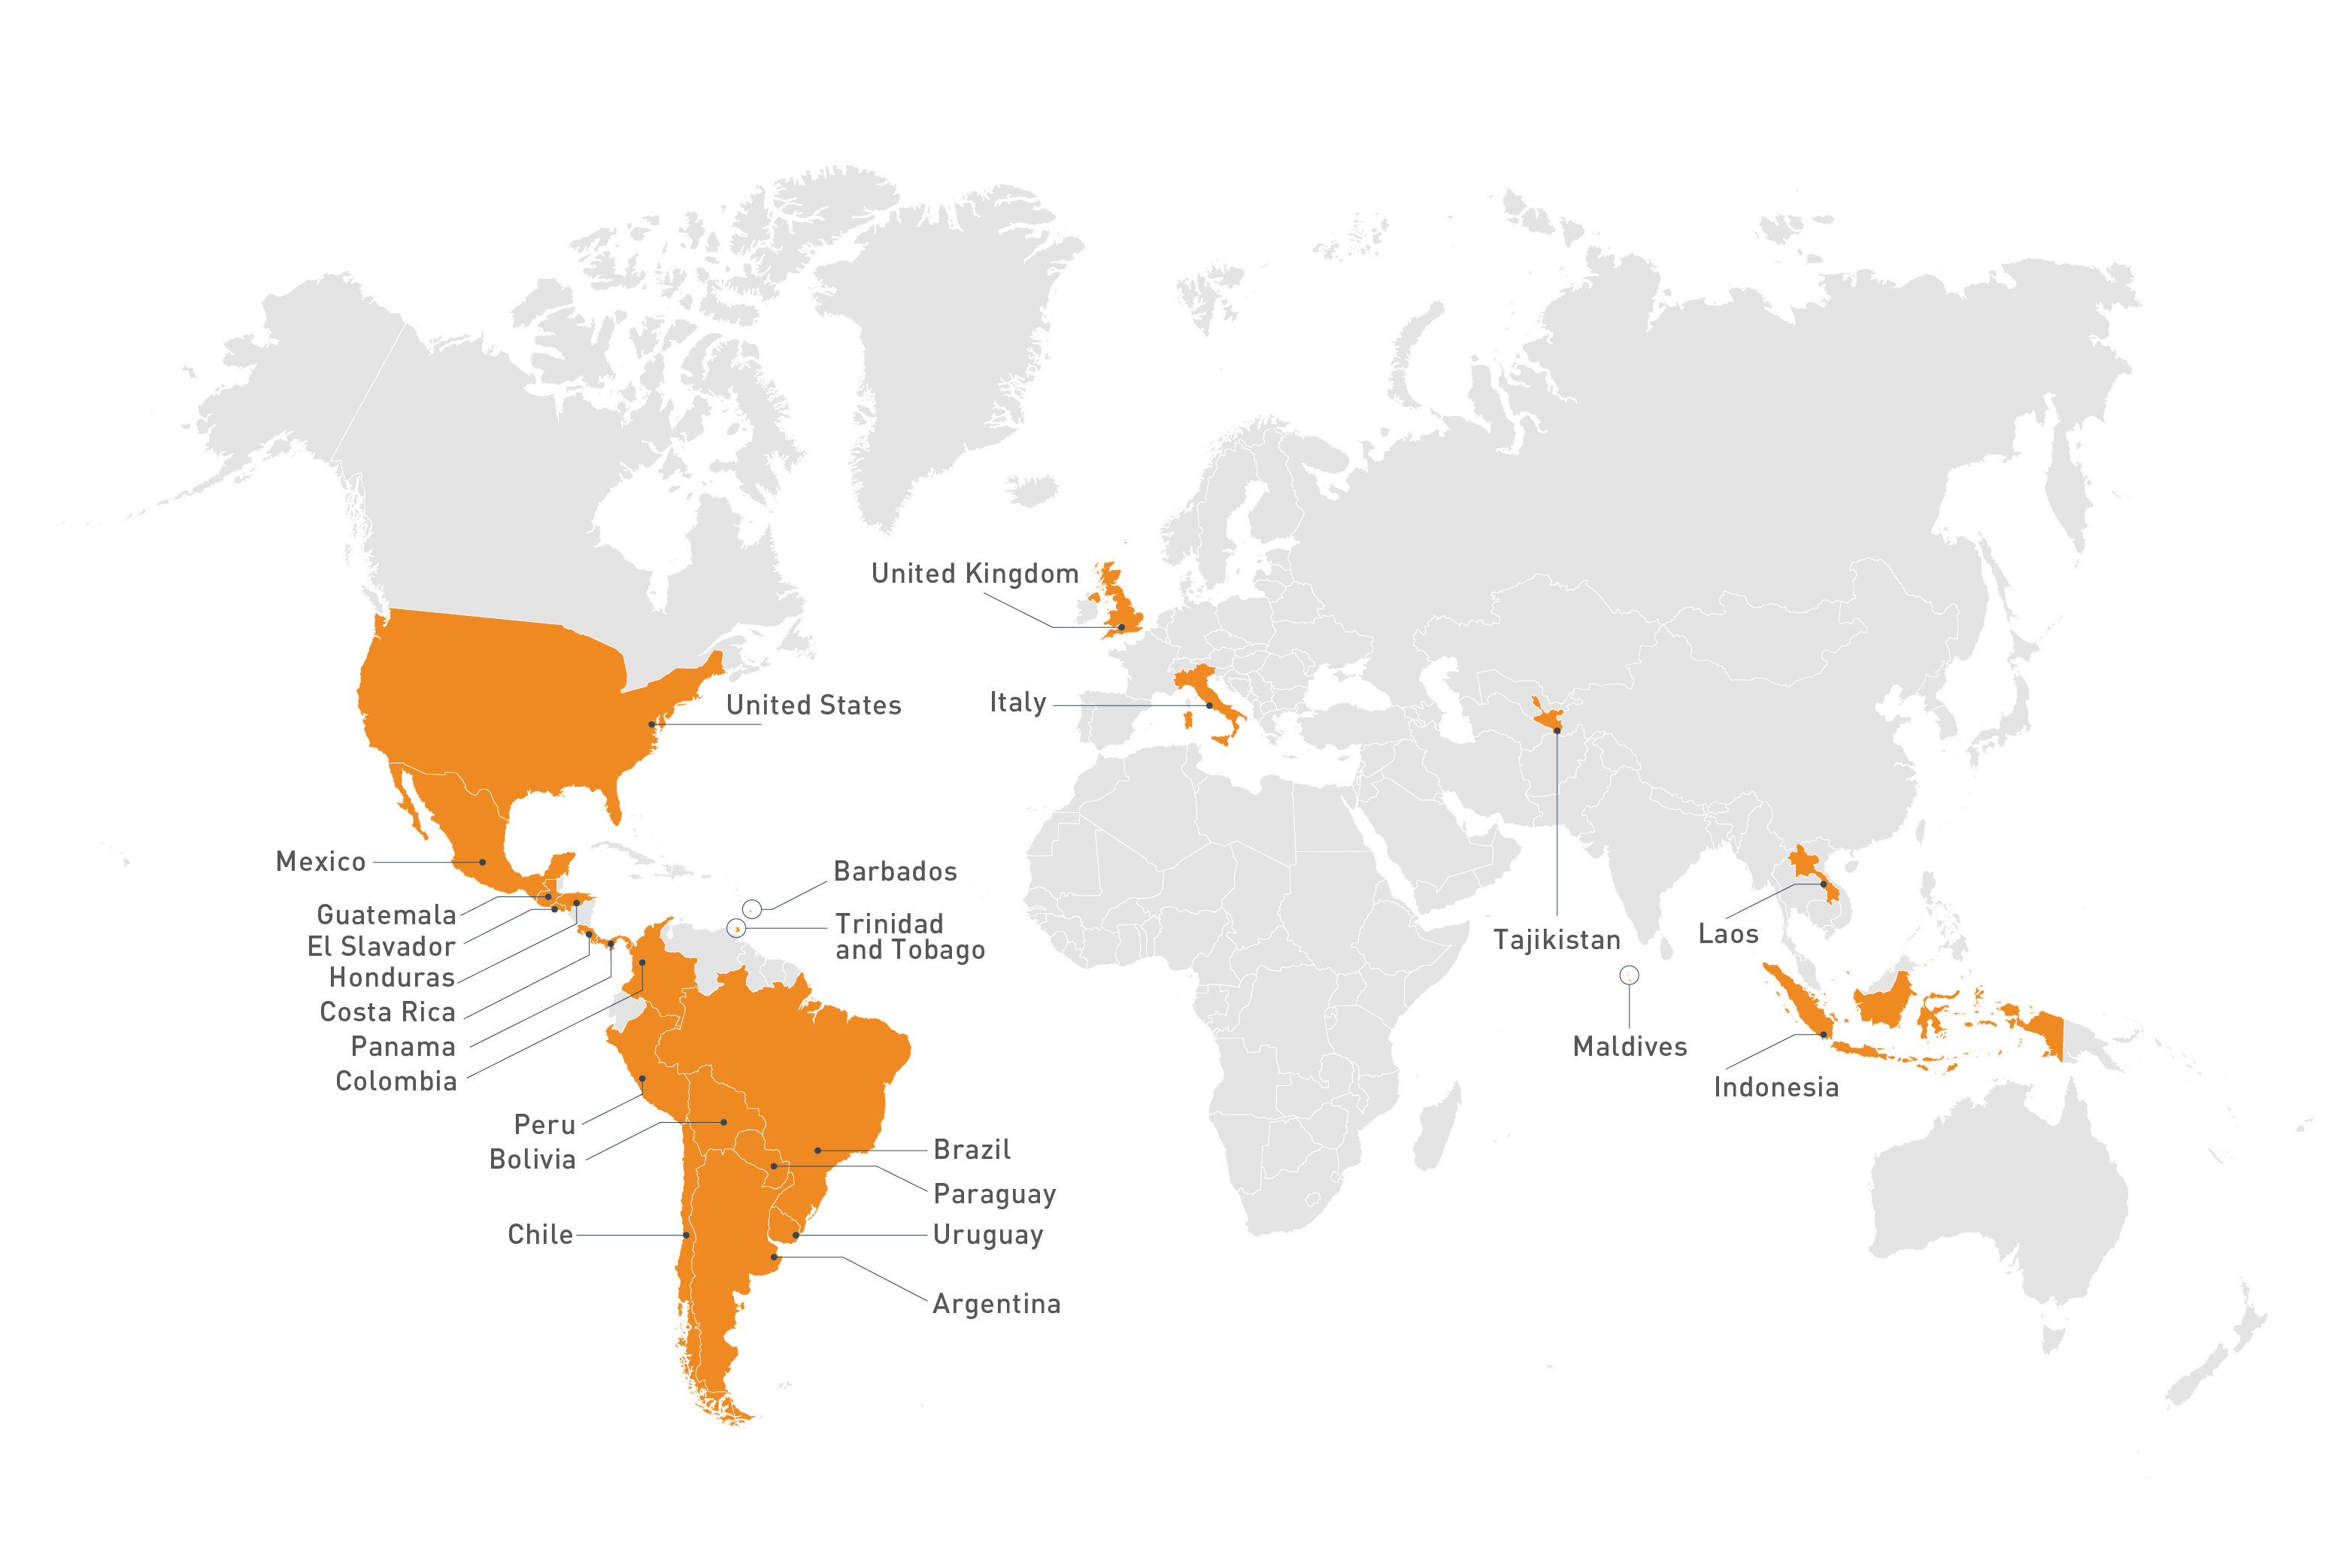 United Kingdom
Italy
United States
Mexico
Barbados
Guatemala
Trinidad
and Tobago
El Slavador
Honduras
Costa Rica
Panama
Colombia
Tajikistan
Laos
Maldives
Indonesia
Peru
Bolivia
Brazil
Paraguay
Chile
Uruguay
Argentina